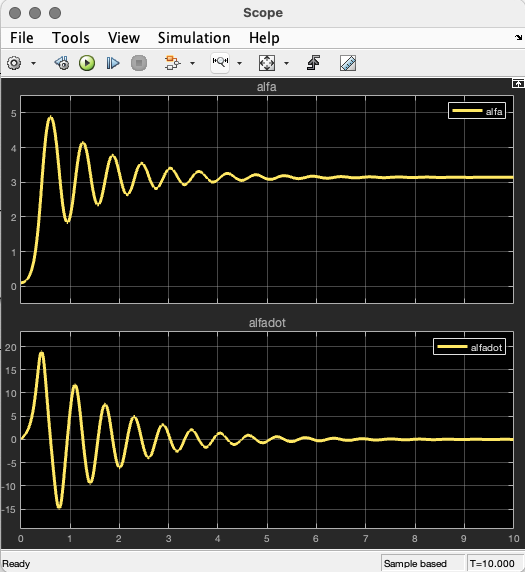 Scope
File Tools View Simulation Help
alfa
alfa
5
4
3
2
1
0
alfadot
alfadot
20
15
10
5
0
-5
-10
-15
0 1 2 3 4 5 6 7 8 9 10
Ready Sample based T=10.000